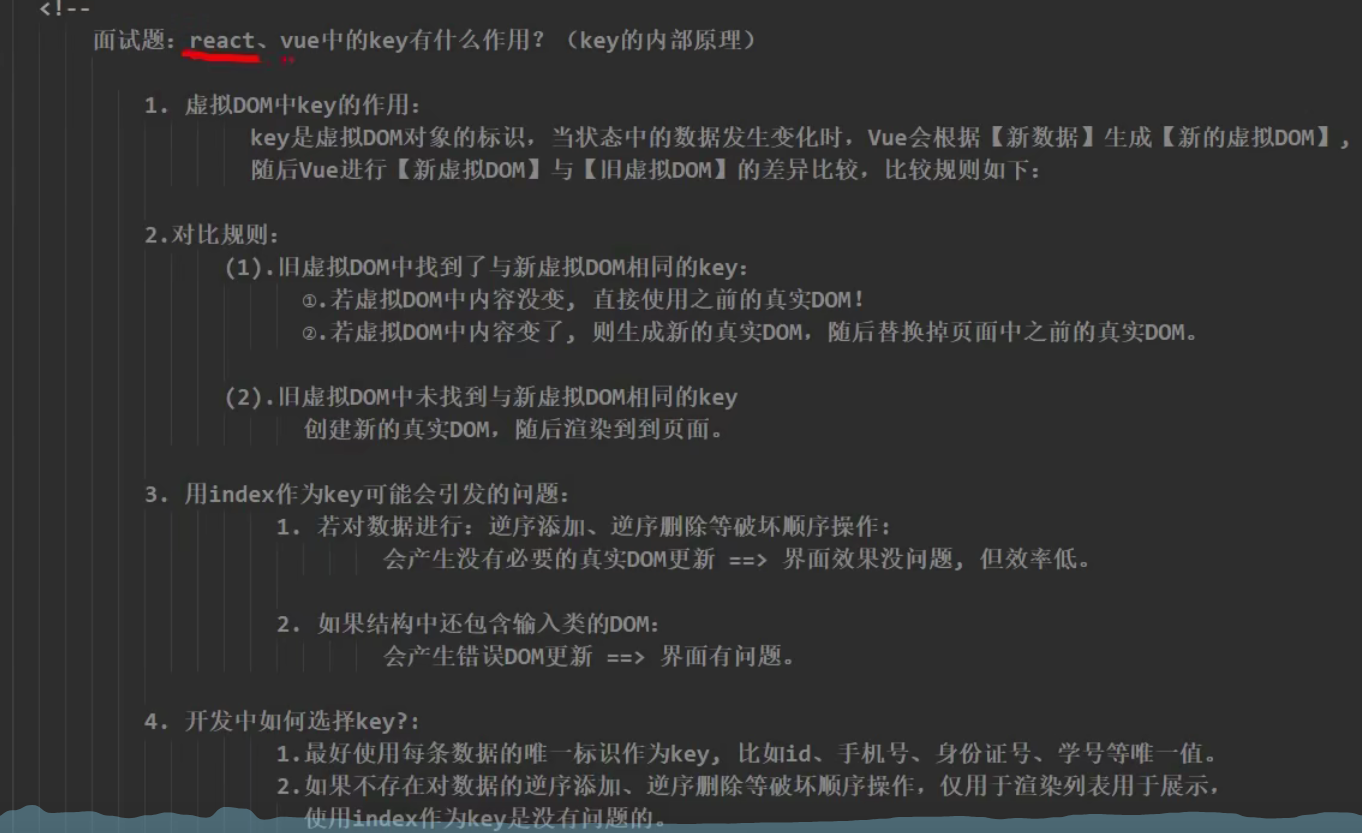 <!--
面试题：react、vue中的key有什么作用？（key的内部原理）
1. 虚拟DOM中key的作用：
key是虚拟DOM对象的标识，当状态中的数据发生变化时，Vue会根据【新数据】生成【新的虚拟DOM】，
随后Vue进行【新虚拟DOM】与【旧虚拟DOM】的差异比较，比较规则如下：
2.对比规则：
(1).旧虚拟DOM中找到了与新虚拟DOM相同的key：
①.若虚拟DOM中内容没变, 直接使用之前的真实DOM！
②.若虚拟DOM中内容变了, 则生成新的真实DOM，随后替换掉页面中之前的真实DOM。
(2).旧虚拟DOM中未找到与新虚拟DOM相同的key
创建新的真实DOM，随后渲染到到页面。
3. 用index作为key可能会引发的问题：
1. 若对数据进行：逆序添加、逆序删除等破坏顺序操作：
会产生没有必要的真实DOM更新 ==> 界面效果没问题, 但效率低。
2. 如果结构中还包含输入类的DOM：
会产生错误DOM更新 ==> 界面有问题。
4. 开发中如何选择key?：
1.最好使用每条数据的唯一标识作为key, 比如id、手机号、身份证号、学号等唯一值。
2.如果不存在对数据的逆序添加、逆序删除等破坏顺序操作，仅用于渲染列表用于展示，
使用index作为key是没有问题的。